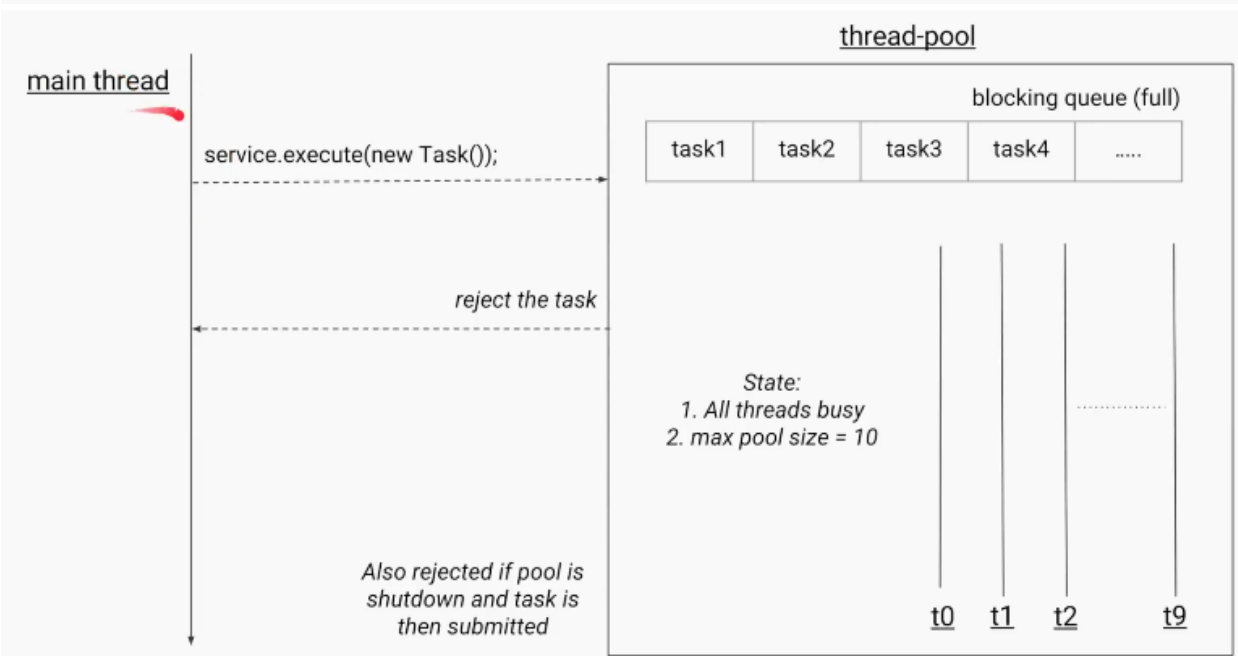 thread-pool
main thread
blocking queue (full)
service.execute(new Task());
task1 task2 task3 task4 .....
reject the task
State:
1. All threads busy
2. max pool size = 10
Also rejected if pool is
shutdown and task is
then submitted
t0 t1 t2 t9